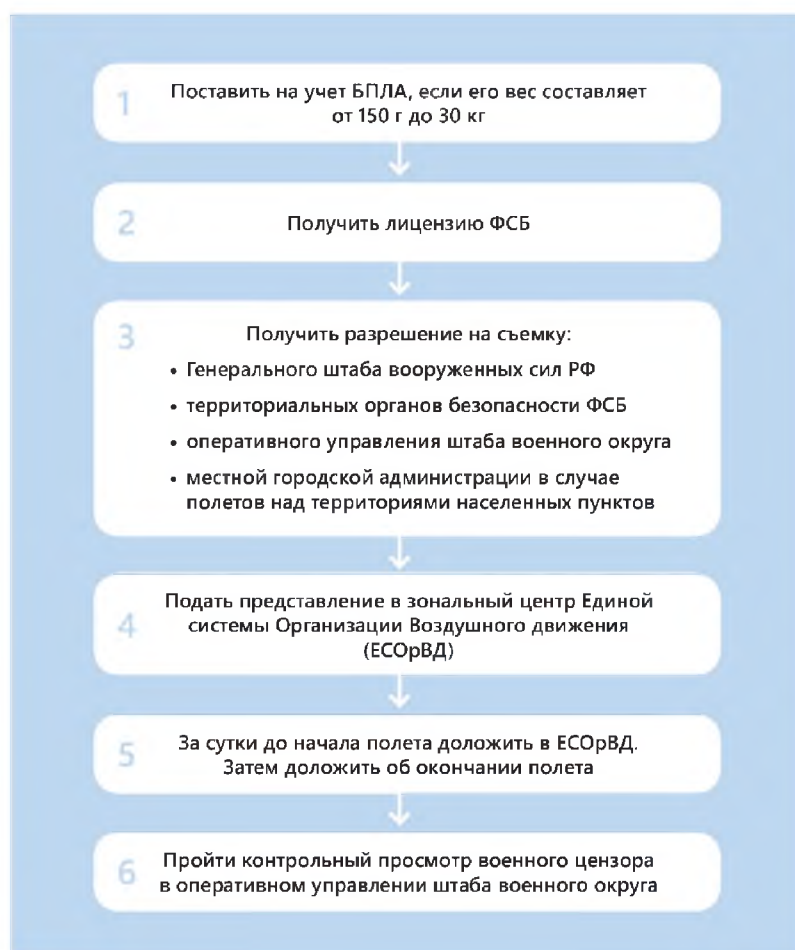 1
Поставить на учет БПЛА, если его вес составляет
от 150 г до 30 кг
2
Получить лицензию ФСБ
3
Получить разрешение на съемку:
• Генерального штаба вооруженных сил РФ
• территориальных органов безопасности ФСБ
• оперативного управления штаба военного округа
• местной городской администрации в случае
полетов над территориями населенных пунктов
4
Подать представление в зональный центр Единой
системы Организации Воздушного движения
(ЕСОрВД)
5
За сутки до начала полета доложить в ЕСОрВД.
Затем доложить об окончании полета
6
Пройти контрольный просмотр военного цензора
в оперативном управлении штаба военного округа